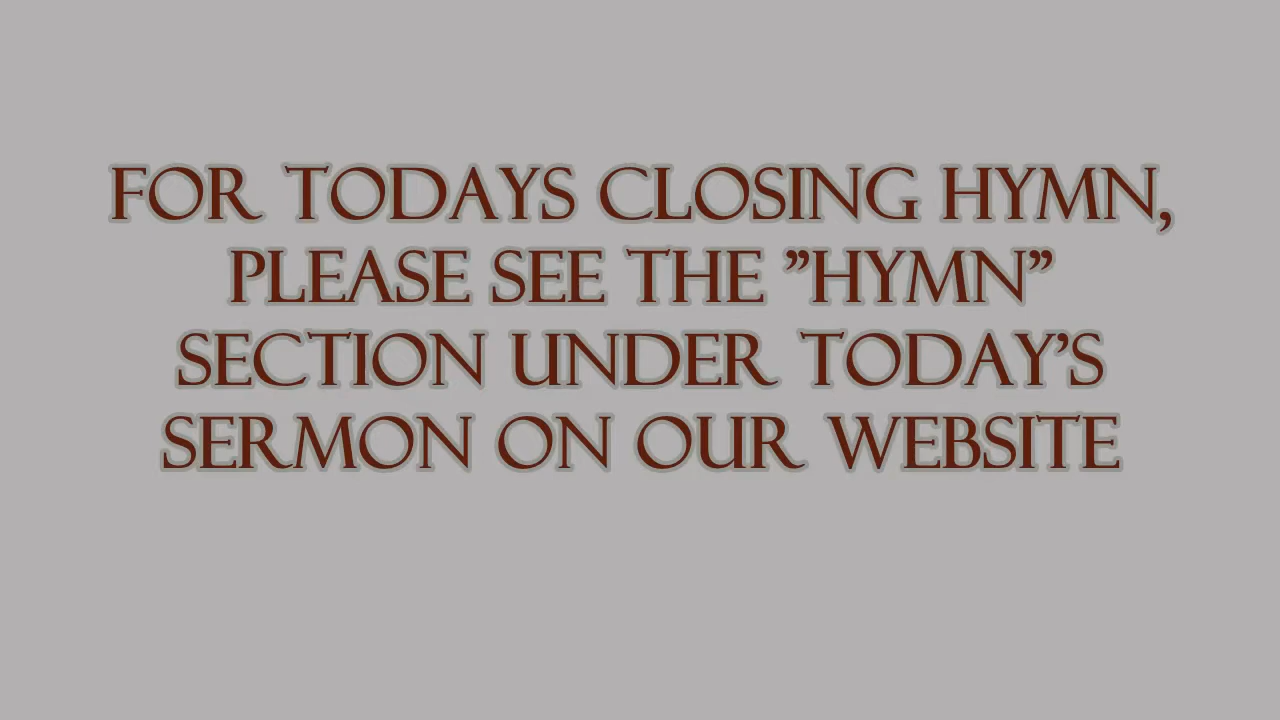 FOR TODAYS CLOSING HYMN,
PLEASE SEE THE ”HYMN”
SECTION UNDER TODAY’S
SERMON ON OUR WEBSITE